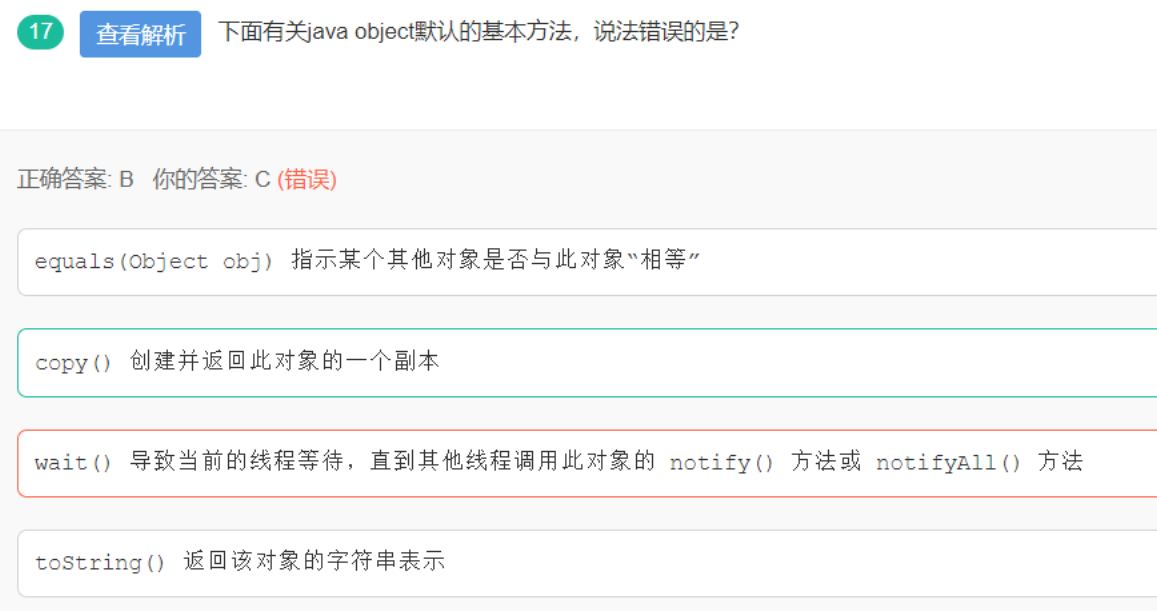 17 查看解析 下面有关java object默认的基本方法，说法错误的是？
正确答案: B 你的答案: C (错误)
equals(Object obj) 指示某个其他对象是否与此对象“相等”
copy() 创建并返回此对象的一个副本
wait() 导致当前的线程等待，直到其他线程调用此对象的 notify() 方法或 notifyAll() 方法
toString() 返回该对象的字符串表示